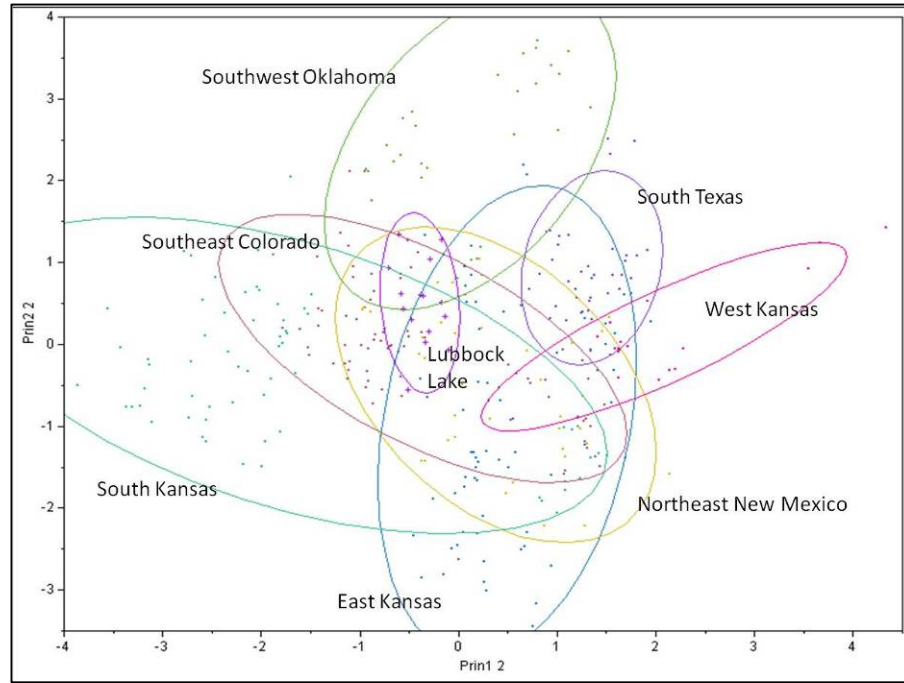 4
Southwest Oklahoma
3
2
South Texas
Southeast Colorado
1
West Kansas
Prin2 2
0
Lubbock
Lake
-1
South Kansas
Northeast New Mexico
-2
-3
East Kansas
-4 -3 -2 -1 0 1 2 3 4
Prin1 2